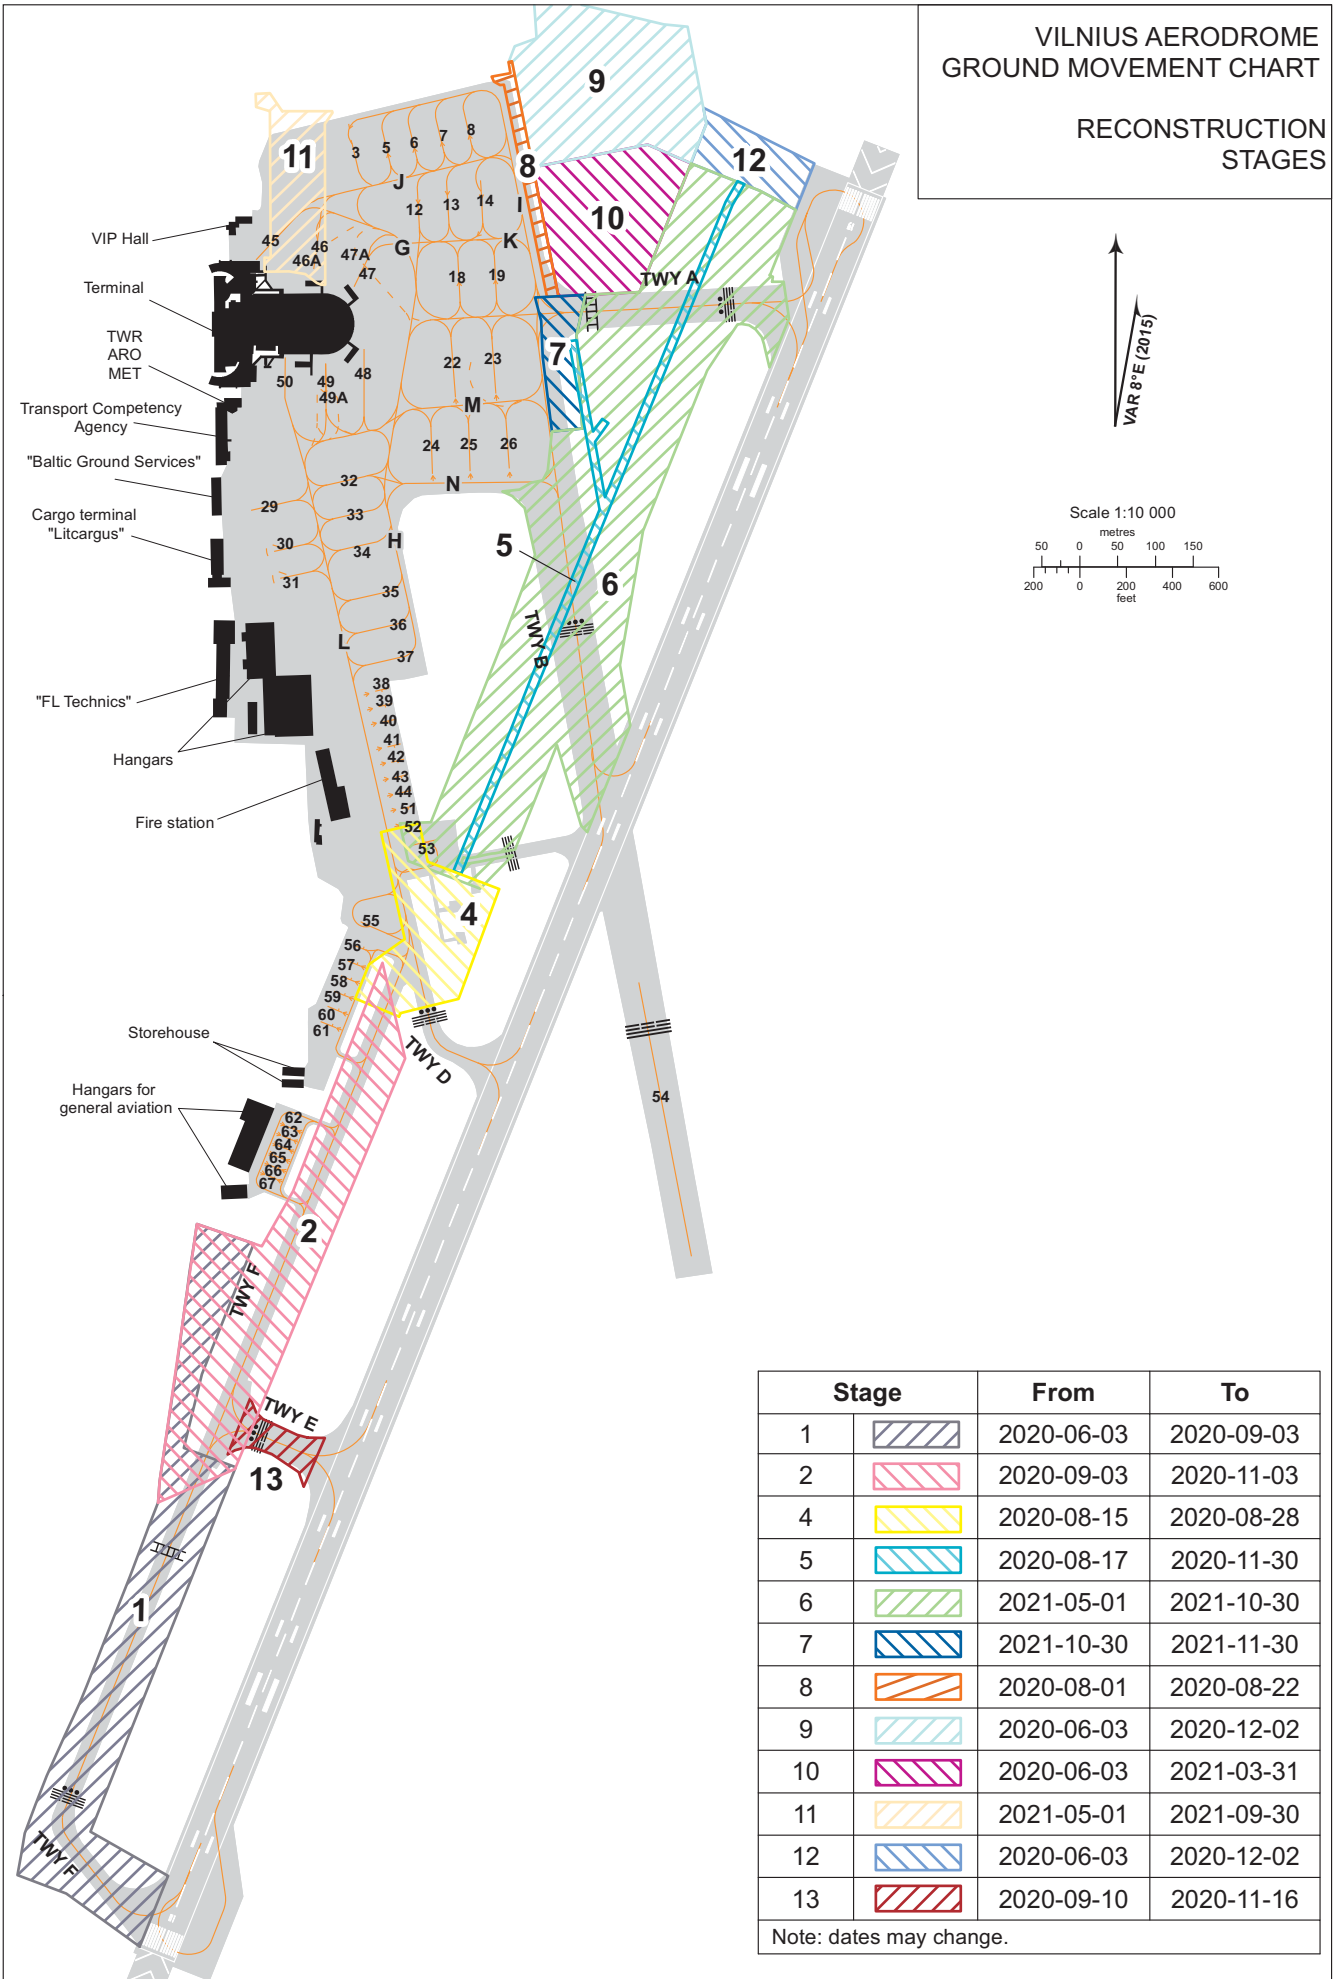 VILNIUS AERODROME
GROUND MOVEMENT CHART
RECONSTRUCTION
STAGES
9
12
11
8
10
3
5
6
7
8
J
12
13
14
I
G
K
45
46
46A
47A
47
18
19
TWY A
VIP Hall
Terminal
TWR
ARO
MET
Transport Competency
Agency
"Baltic Ground Services"
Cargo terminal
"Litcargus"
"FL Technics"
Hangars
Fire station
Storehouse
Hangars for
general aviation
VAR 8°E (2015)
Scale 1:10 000
metres
50 0 50 100 150
200 0 200 400 600
feet
7
22
23
50
49
49A
48
M
24
25
26
N
32
29
33
30
34
H
31
35
36
L
37
5
6
TWY B
38
39
40
41
42
43
44
51
52
53
4
55
56
57
58
59
60
61
TWY D
54
62
63
64
65
66
67
2
TWY F
TWY E
13
1
TWY F
Stage From To
1 2020-06-03 2020-09-03
2 2020-09-03 2020-11-03
4 2020-08-15 2020-08-28
5 2020-08-17 2020-11-30
6 2021-05-01 2021-10-30
7 2021-10-30 2021-11-30
8 2020-08-01 2020-08-22
9 2020-06-03 2020-12-02
10 2020-06-03 2021-03-31
11 2021-05-01 2021-09-30
12 2020-06-03 2020-12-02
13 2020-09-10 2020-11-16
Note: dates may change.